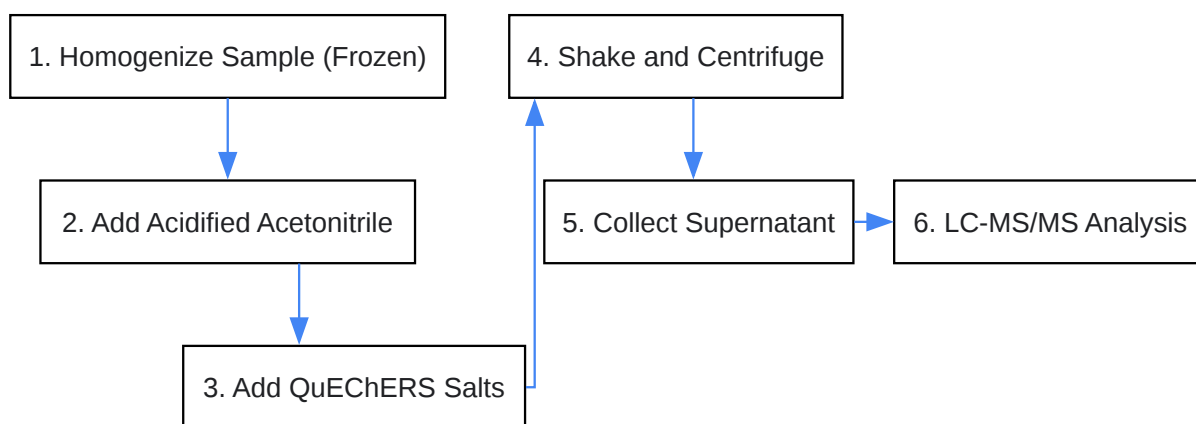 1. Homogenize Sample (Frozen)
2. Add Acidified Acetonitrile
3. Add QuEChERS Salts
4. Shake and Centrifuge
5. Collect Supernatant
6. LC-MS/MS Analysis